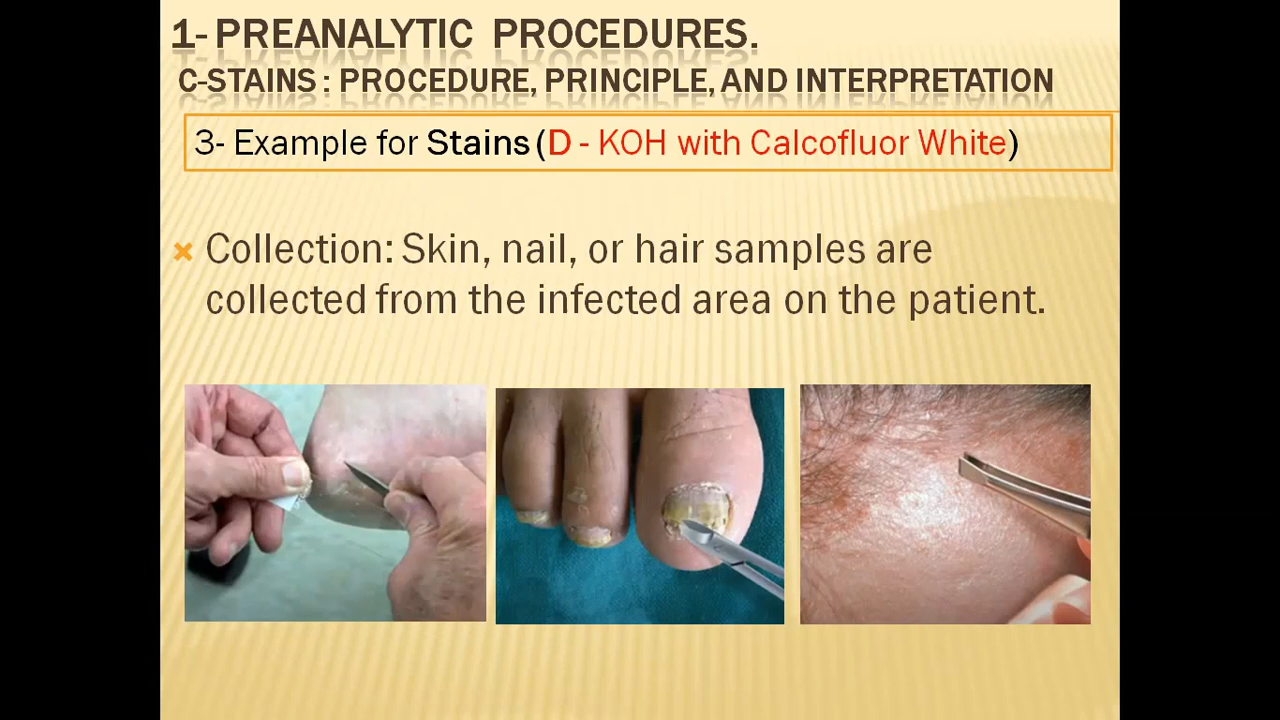 1- PREANALYTIC PROCEDURES.
C-STAINS : PROCEDURE, PRINCIPLE, AND INTERPRETATION
3- Example for Stains (D - KOH with Calcofluor White)
Collection: Skin, nail, or hair samples are
collected from the infected area on the patient.